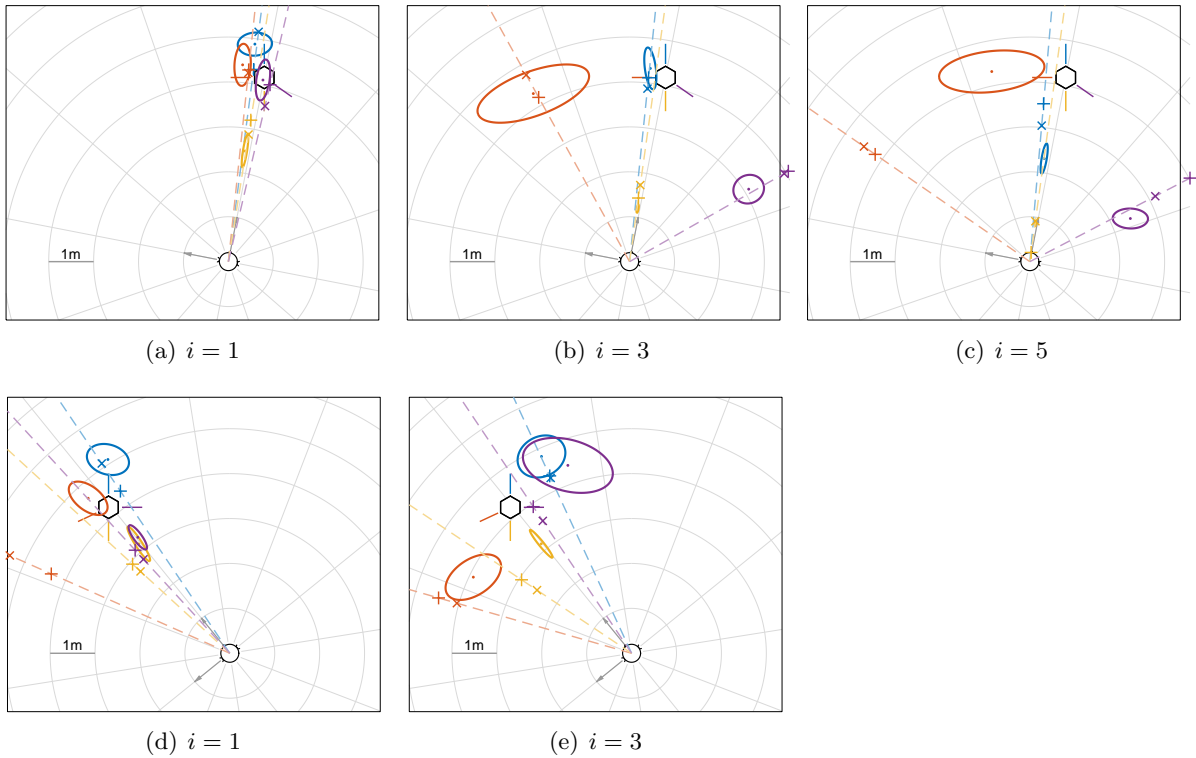 1m
1m
1m
(a) i = 1
(b) i = 3
(c) i = 5
1m
1m
(d) i = 1
(e) i = 3